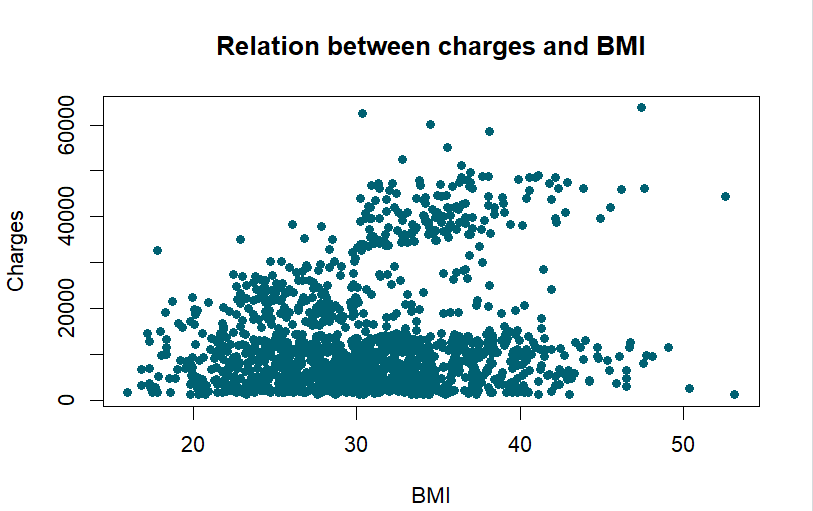 Relation between charges and BMI
60000
40000
20000
0
Charges
20 30 40 50
BMI